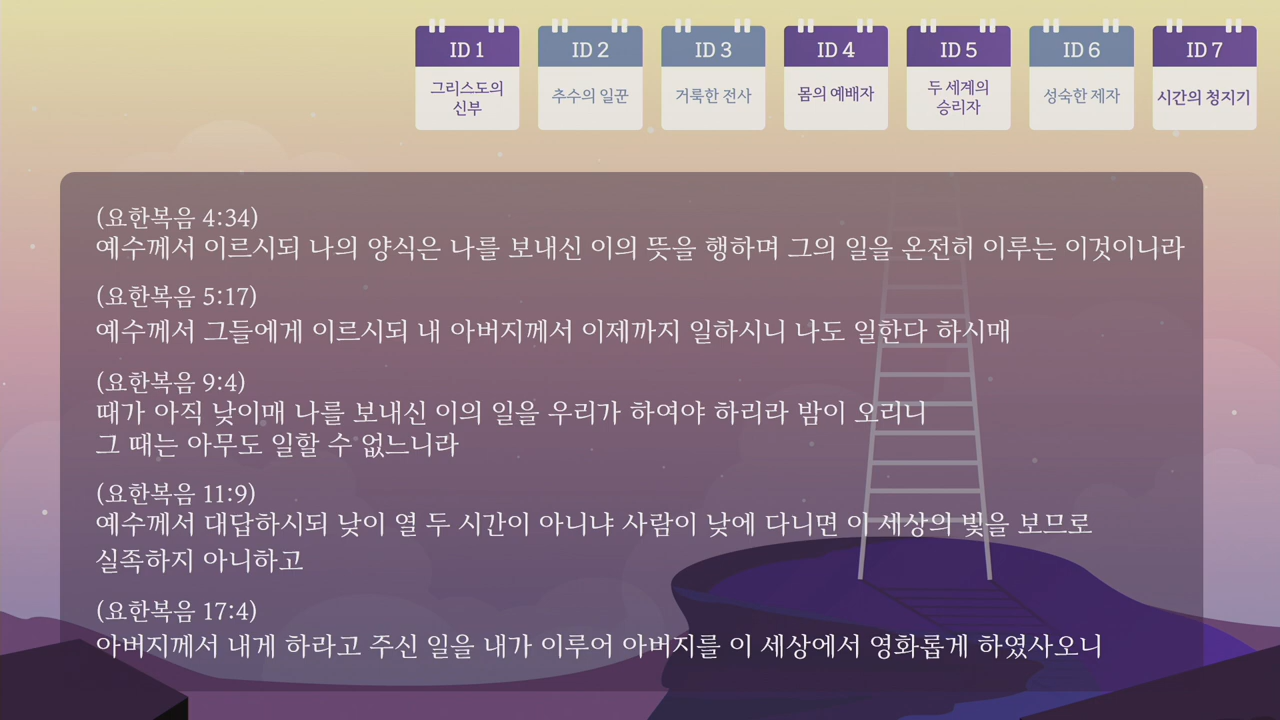 ID 1
그리스도의
신부
ID 2
추수의 일꾼
ID 3
거룩한 전사
ID 4
몸의 예배자
ID 5
두 세계의
승리자
ID 6
성숙한 제자
ID 7
시간의 청지기
(요한복음 4:34)
예수께서 이르시되 나의 양식은 나를 보내신 이의 뜻을 행하며 그의 일을 온전히 이루는 이것이니라
(요한복음 5:17)
예수께서 그들에게 이르시되 내 아버지께서 이제까지 일하시니 나도 일한다 하시매
(요한복음 9:4)
때가 아직 낮이매 나를 보내신 이의 일을 우리가 하여야 하리라 밤이 오리니
그 때는 아무도 일할 수 없느니라
(요한복음 11:9)
예수께서 대답하시되 낮이 열 두 시간이 아니냐 사람이 낮에 다니면 이 세상의 빛을 보므로
실족하지 아니하고
(요한복음 17:4)
아버지께서 내게 하라고 주신 일을 내가 이루어 아버지를 이 세상에서 영화롭게 하였사오니